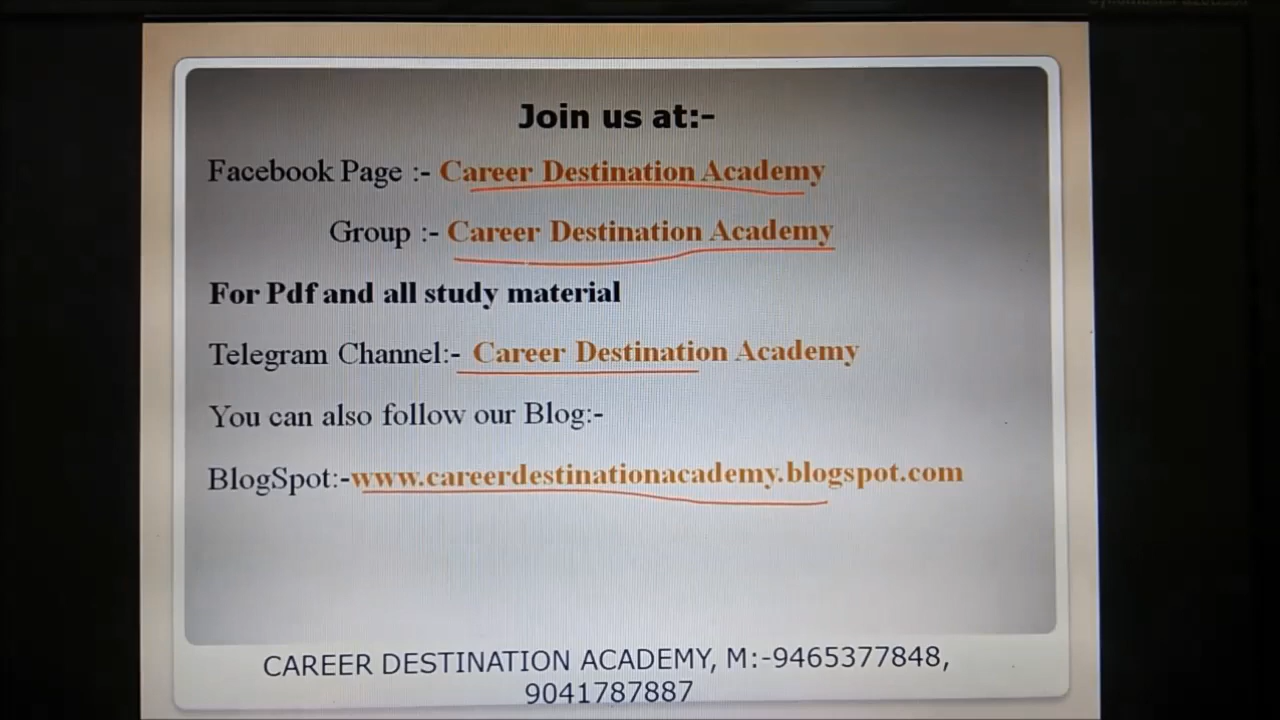 Join us at:-
Facebook Page :- Career Destination Academy
Group :- Career Destination Academy
For Pdf and all study material
Telegram Channel:- Career Destination Academy
You can also follow our Blog:-
BlogSpot:-www.careerdestinationacademy.blogspot.com
CAREER DESTINATION ACADEMY, M:-9465377848,
9041787887